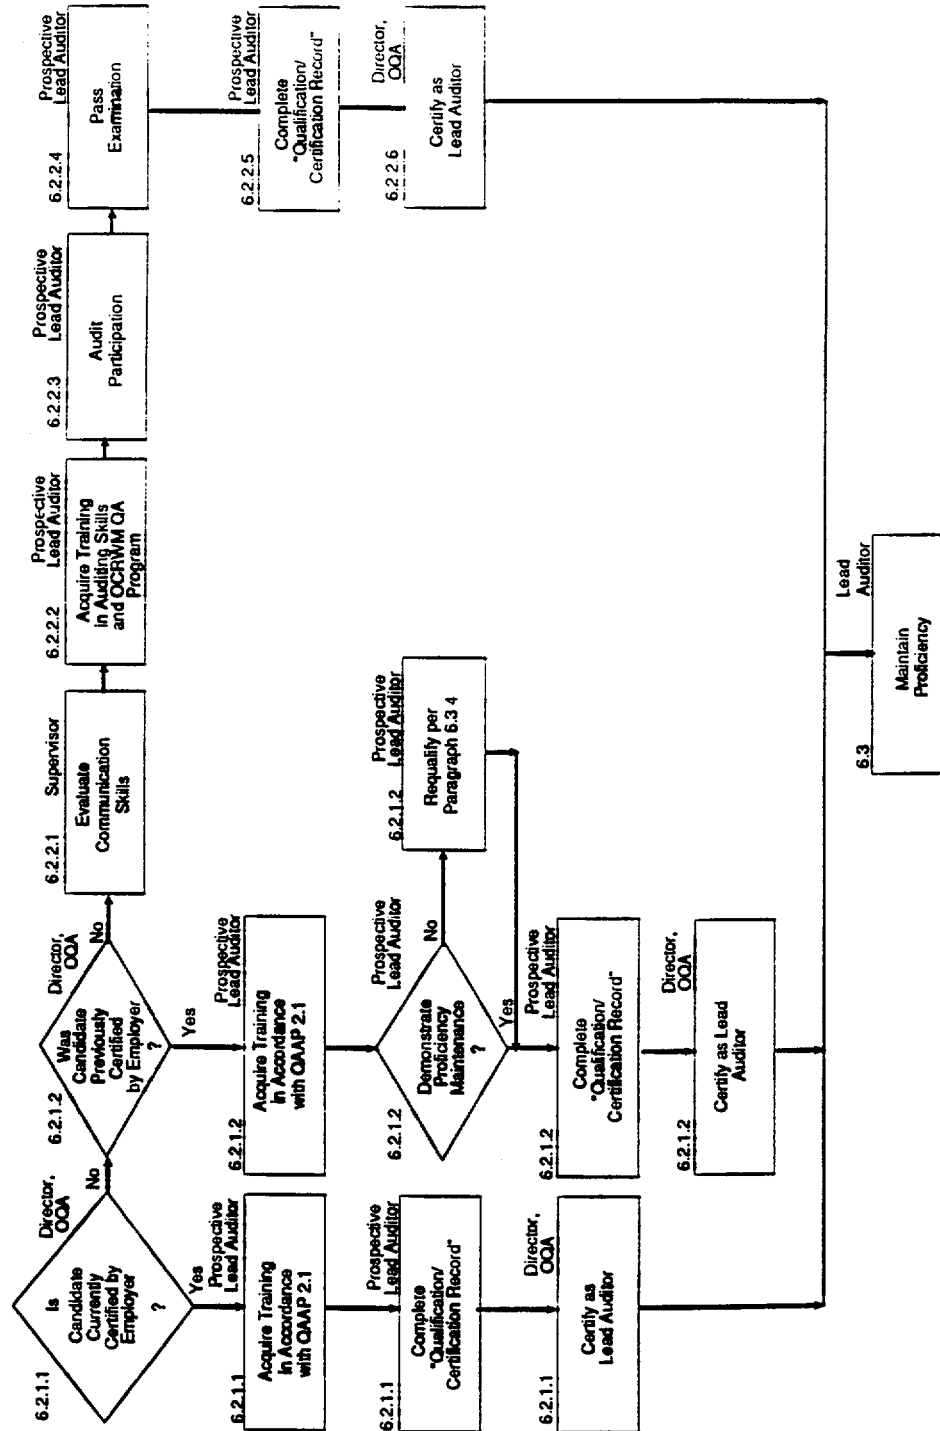 6.2.1.1
Director,
OQA
Is
Candidate
Currently
Certified by
Employer
?
No
Yes
6.2.1.2
Director,
OQA
Was
Candidate
Previously
Certified
by Employer
?
No
Yes
6.2.2.1
Supervisor
Evaluate
Communication
Skills
6.2.2.2
Prospective
Lead Auditor
Acquire Training
in Auditing Skills
and OCRWM QA
Program
6.2.2.3
Prospective
Lead Auditor
Audit
Participation
6.2.2.4
Prospective
Lead Auditor
Pass
Examination
6.2.1.1
Prospective
Lead Auditor
Acquire Training
in Accordance
with QAAP 2.1
6.2.1.2
Prospective
Lead Auditor
Acquire Training
in Accordance
with QAAP 2.1
6.2.2.5
Prospective
Lead Auditor
Complete
"Qualification/
Certification Record"
6.2.1.1
Prospective
Lead Auditor
Complete
"Qualification/
Certification Record"
6.2.1.2
Prospective
Lead Auditor
Demonstrate
Proficiency
Maintenance
?
No
Yes
6.2.1.2
Prospective
Lead Auditor
Requalify per
Paragraph 6.3 4
6.2 2.6
Director,
OQA
Certify as
Lead Auditor
6.2.1.1
Director,
OQA
Certify as
Lead Auditor
6.2.1.2
Prospective
Lead Auditor
Complete
"Qualification/
Certification Record"
6.2.1.2
Director,
OQA
Certify as Lead
Auditor
6.3
Lead
Auditor
Maintain
Proficiency